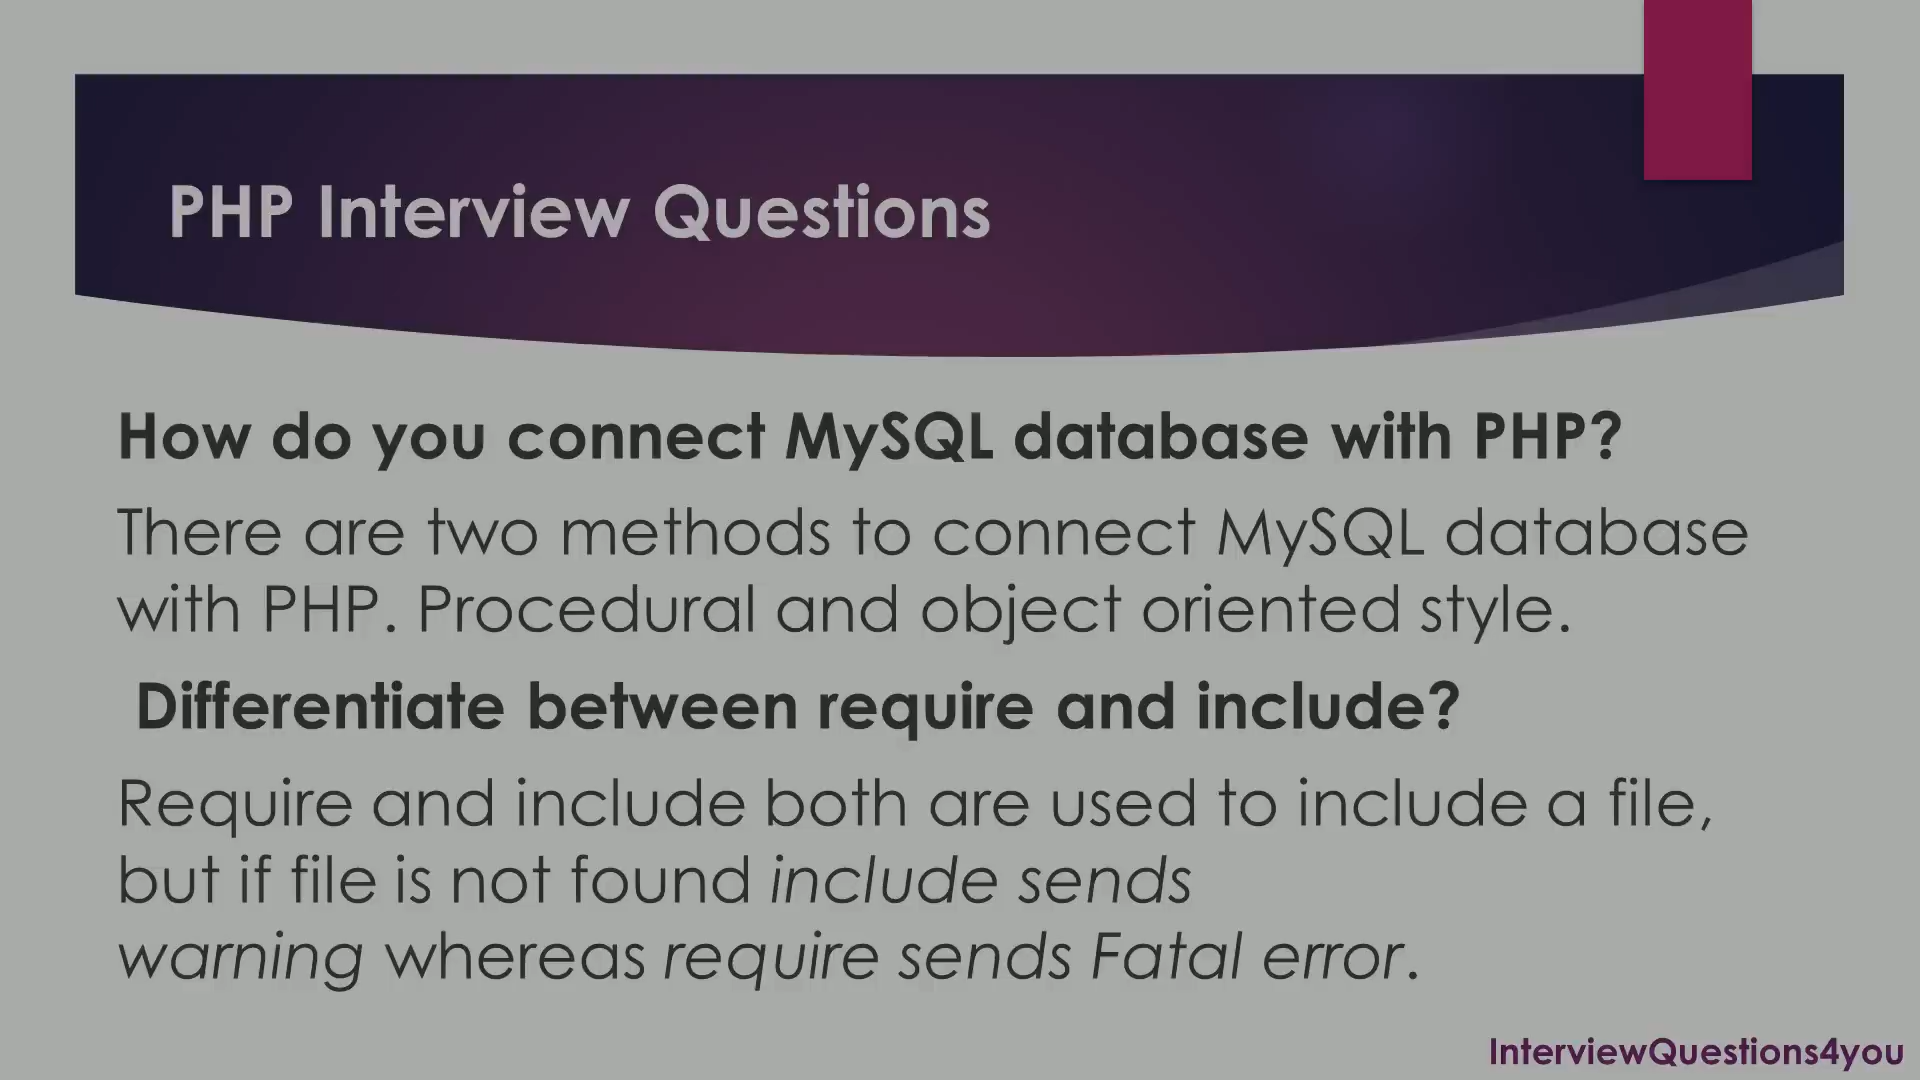 PHP Interview Questions
How do you connect MySQL database with PHP?
There are two methods to connect MySQL database
with PHP. Procedural and object oriented style.
Differentiate between require and include?
Require and include both are used to include a file,
but if file is not found include sends
warning whereas require sends Fatal error.
InterviewQuestions4you